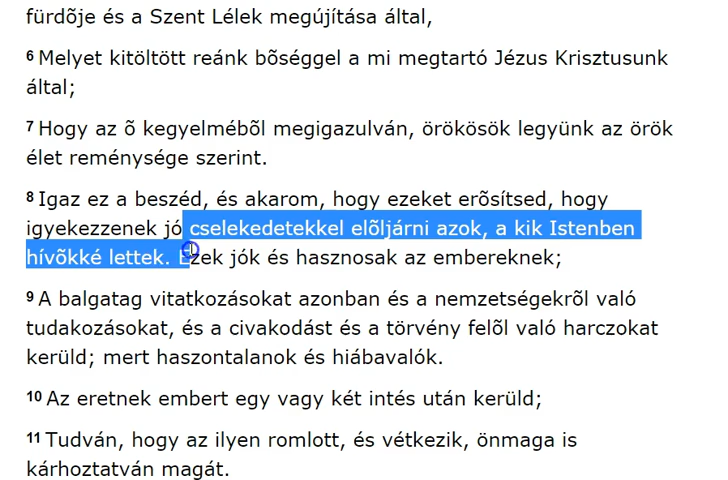 fürdõje és a Szent Lélek megújítása által,
6 Melyet kitöltött reánk bõséggel a mi megtartó Jézus Krisztusunk
által;
7 Hogy az õ kegyelmébõl megigazulván, örökösök legyünk az örök
élet reménysége szerint.
8 Igaz ez a beszéd, és akarom, hogy ezeket erõsítsed, hogy
igyekezzenek jó cselekedetekkel elõljárni azok, a kik Istenben
hívõkké lettek. Ezek jók és hasznosak az embereknek;
9 A balgatag vitatkozásokat azonban és a nemzetségekrõl való
tudakozásokat, és a civakodást és a törvény felõl való harczokat
kerüld; mert haszontalanok és hiábavalók.
10 Az eretnek embert egy vagy két intés után kerüld;
11 Tudván, hogy az ilyen romlott, és vétkezik, önmaga is
kárhoztatván magát.